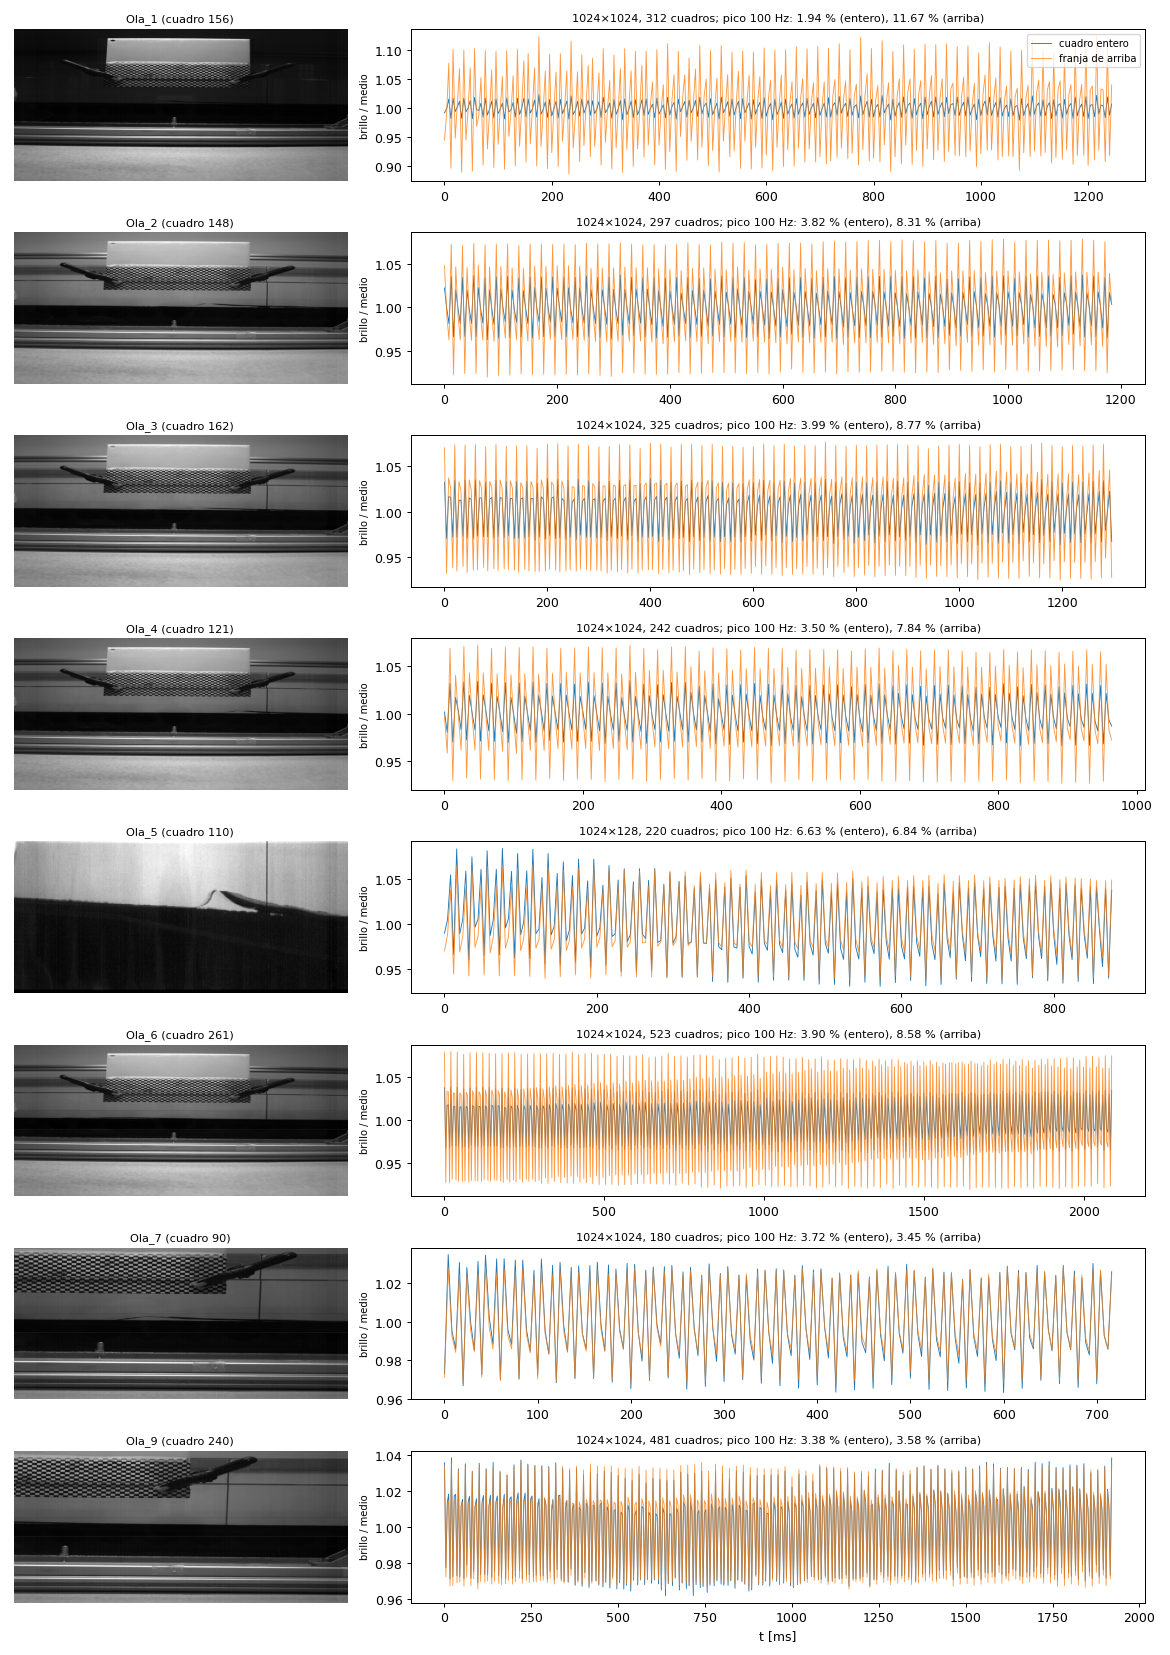 Ola_1 (cuadro 156)
1024×1024, 312 cuadros; pico 100 Hz: 1.94 % (entero), 11.67 % (arriba)
brillo / medio
1.10
1.05
1.00
0.95
0.90
cuadro entero
franja de arriba
0 200 400 600 800 1000 1200
Ola_2 (cuadro 148)
1024×1024, 297 cuadros; pico 100 Hz: 3.82 % (entero), 8.31 % (arriba)
brillo / medio
1.05
1.00
0.95
0 200 400 600 800 1000 1200
Ola_3 (cuadro 162)
1024×1024, 325 cuadros; pico 100 Hz: 3.99 % (entero), 8.77 % (arriba)
brillo / medio
1.05
1.00
0.95
0 200 400 600 800 1000 1200
Ola_4 (cuadro 121)
1024×1024, 242 cuadros; pico 100 Hz: 3.50 % (entero), 7.84 % (arriba)
brillo / medio
1.05
1.00
0.95
0 200 400 600 800 1000
Ola_5 (cuadro 110)
1024×128, 220 cuadros; pico 100 Hz: 6.63 % (entero), 6.84 % (arriba)
brillo / medio
1.05
1.00
0.95
0 200 400 600 800
Ola_6 (cuadro 261)
1024×1024, 523 cuadros; pico 100 Hz: 3.90 % (entero), 8.58 % (arriba)
brillo / medio
1.05
1.00
0.95
0 500 1000 1500 2000
Ola_7 (cuadro 90)
1024×1024, 180 cuadros; pico 100 Hz: 3.72 % (entero), 3.45 % (arriba)
brillo / medio
1.02
1.00
0.98
0.96
0 100 200 300 400 500 600 700
Ola_9 (cuadro 240)
1024×1024, 481 cuadros; pico 100 Hz: 3.38 % (entero), 3.58 % (arriba)
brillo / medio
1.04
1.02
1.00
0.98
0.96
0 250 500 750 1000 1250 1500 1750 2000
t [ms]